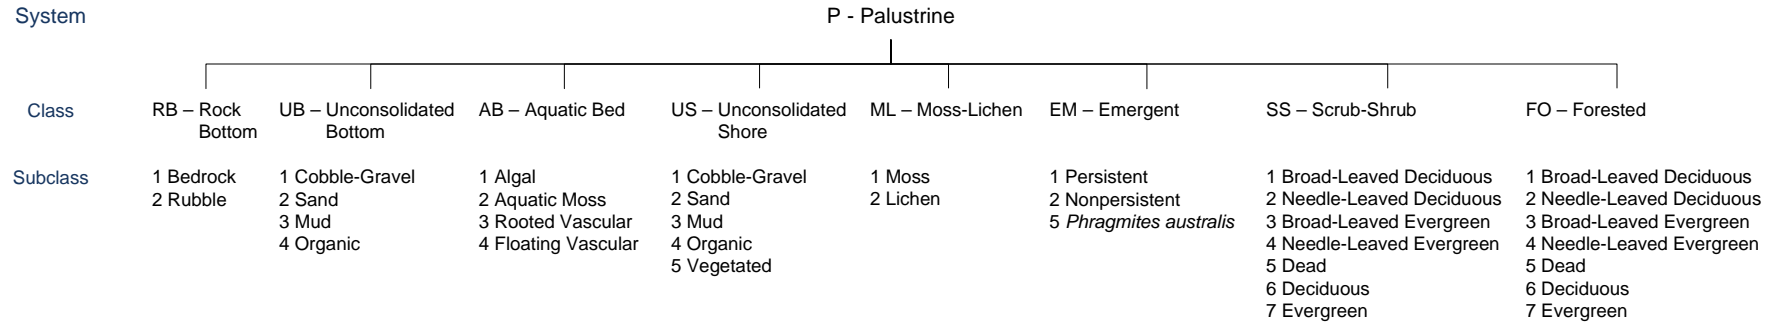 System
P - Palustrine
Class
RB – Rock
Bottom
UB – Unconsolidated
Bottom
AB – Aquatic Bed
US – Unconsolidated
Shore
ML – Moss-Lichen
EM – Emergent
SS – Scrub-Shrub
FO – Forested
Subclass
1 Bedrock
2 Rubble
1 Cobble-Gravel
2 Sand
3 Mud
4 Organic
1 Algal
2 Aquatic Moss
3 Rooted Vascular
4 Floating Vascular
1 Cobble-Gravel
2 Sand
3 Mud
4 Organic
5 Vegetated
1 Moss
2 Lichen
1 Persistent
2 Nonpersistent
5 Phragmites australis
1 Broad-Leaved Deciduous
2 Needle-Leaved Deciduous
3 Broad-Leaved Evergreen
4 Needle-Leaved Evergreen
5 Dead
6 Deciduous
7 Evergreen
1 Broad-Leaved Deciduous
2 Needle-Leaved Deciduous
3 Broad-Leaved Evergreen
4 Needle-Leaved Evergreen
5 Dead
6 Deciduous
7 Evergreen